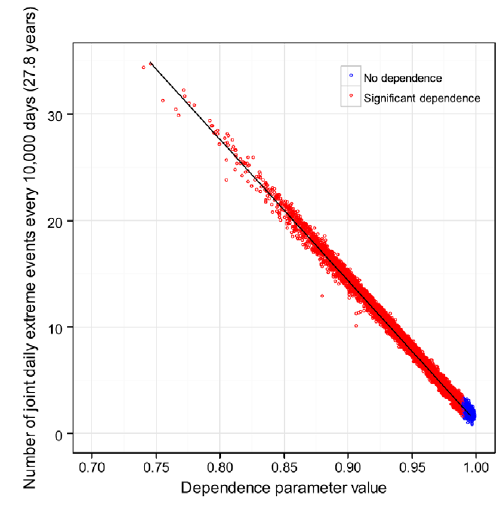 Number of joint daily extreme events every 10,000 days (27.8 years)
No dependence
Significant dependence
30
20
10
0
0.70 0.75 0.80 0.85 0.90 0.95 1.00
Dependence parameter value